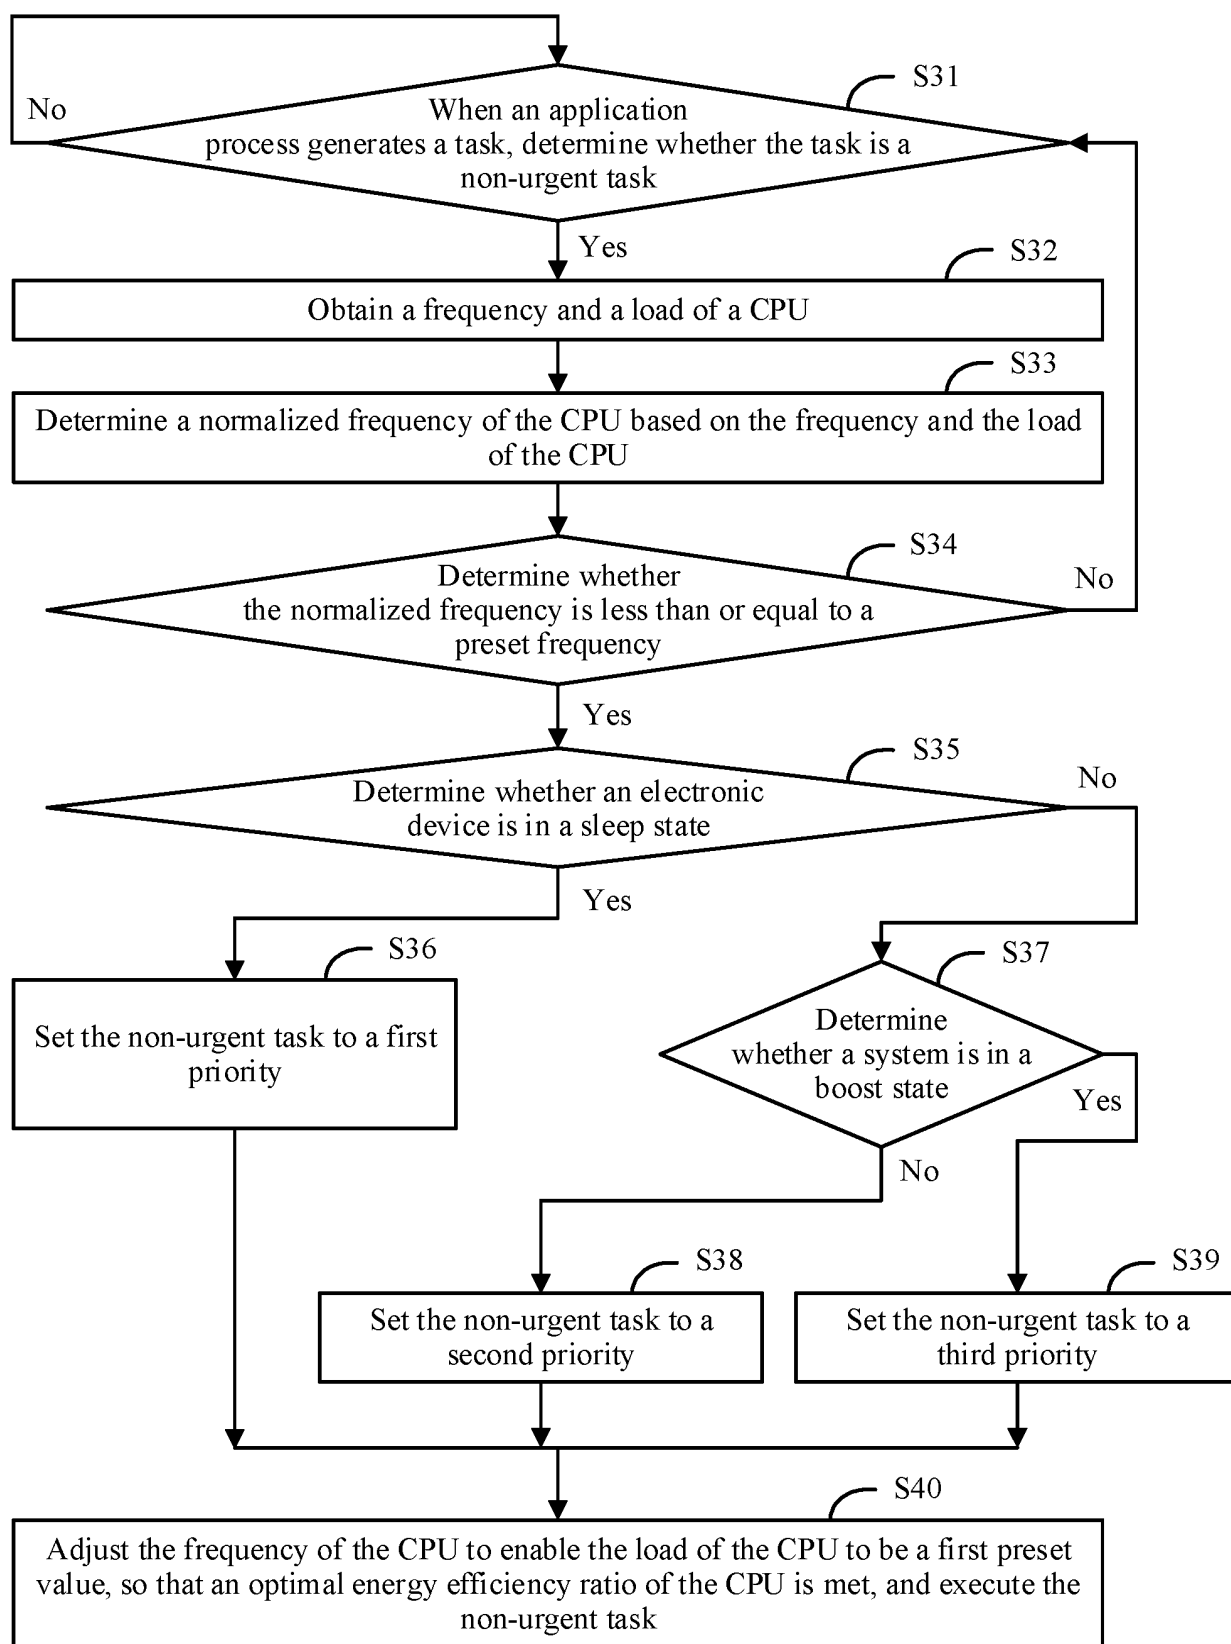 S31
No
When an application
process generates a task, determine whether the task is a
non-urgent task
Yes
S32
Obtain a frequency and a load of a CPU
S33
Determine a normalized frequency of the CPU based on the frequency and the load
of the CPU
S34
No
Determine whether
the normalized frequency is less than or equal to a
preset frequency
Yes
S35
No
Determine whether an electronic
device is in a sleep state
Yes
S36
Set the non-urgent task to a first
priority
S37
Determine
whether a system is in a
boost state
Yes
No
S38
Set the non-urgent task to a
second priority
S39
Set the non-urgent task to a
third priority
S40
Adjust the frequency of the CPU to enable the load of the CPU to be a first preset
value, so that an optimal energy efficiency ratio of the CPU is met, and execute the
non-urgent task